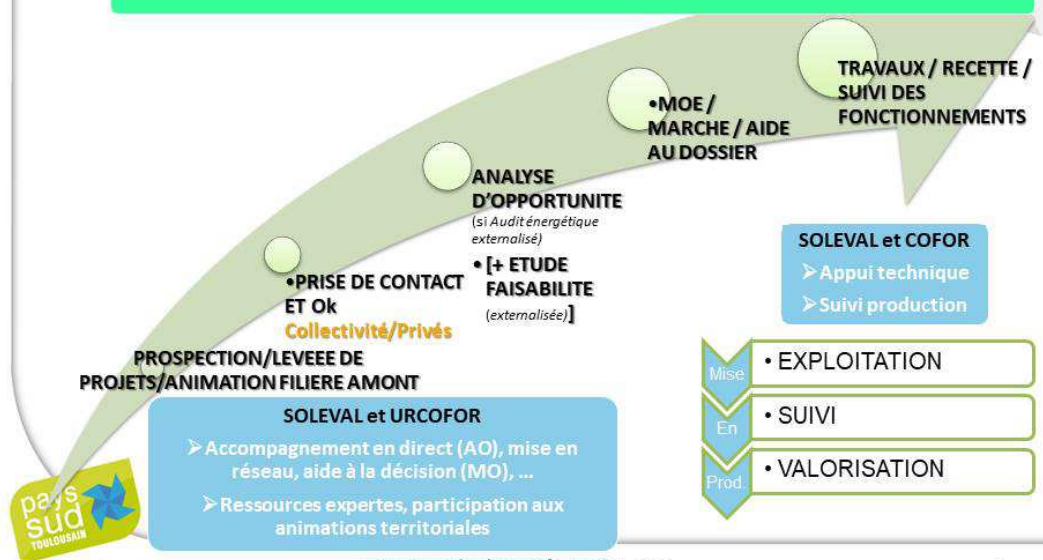 TRAVAUX / RECETTE /
SUIVI DES
FONCTIONNEMENTS
•MOE /
MARCHE / AIDE
AU DOSSIER
ANALYSE
D'OPPORTUNITE
(si Audit énergétique
externalisé)
• [+ ETUDE
FAISABILITE
(externalisée)]
•PRISE DE CONTACT
ET Ok
Collectivité/Privés
PROSPECTION/LEVEEE DE
PROJETS/ANIMATION FILIERE AMONT
SOLEVAL et URCOFOR
➢Accompagnement en direct (AO), mise en
réseau, aide à la décision (MO), ...
➢Ressources expertes, participation aux
animations territoriales
SOLEVAL et COFOR
➢Appui technique
➢Suivi production
Mise
• EXPLOITATION
En
• SUIVI
Prod.
• VALORISATION
pays
sud
TOULOUSAIN